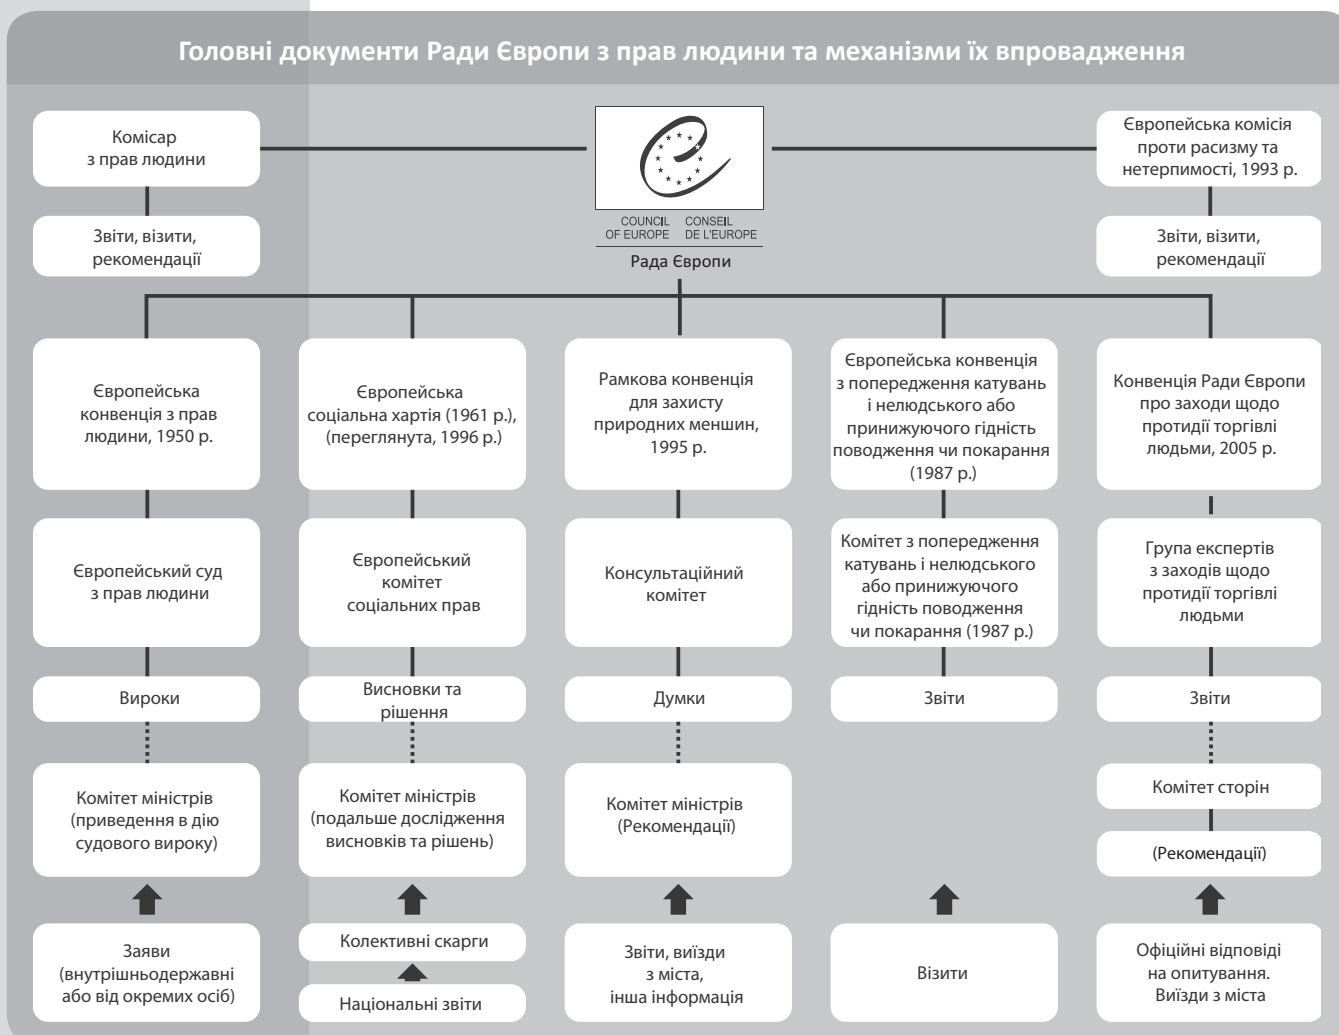 Головні документи Ради Європи з прав людини та механізми їх впровадження
Комісар
з прав людини
Звіти, візити,
рекомендації
COUNCIL OF EUROPE
CONSEIL DE L'EUROPE
Рада Європи
Європейська комісія
проти расизму та
нетерпимості, 1993 р.
Звіти, візити,
рекомендації
Європейська
конвенція з прав
людини, 1950 р.
Європейська
соціальна хартія (1961 р.),
(переглянута, 1996 р.)
Рамкова конвенція
для захисту
природних меншин,
1995 р.
Європейська конвенція
з попередження катувань
і нелюдського або
принижуючого гідність
поводження чи покарання
(1987 р.)
Конвенція Ради Європи
про заходи щодо
протидії торгівлі
людьми, 2005 р.
Європейський суд
з прав людини
Європейський
комітет
соціальних прав
Консультаційний
комітет
Комітет з попередження
катувань і нелюдського
або принижуючого
гідність поводження
чи покарання (1987 р.)
Група експертів
з заходів щодо
протидії торгівлі
людьми
Вироки
Висновки та
рішення
Думки
Звіти
Звіти
Комітет міністрів
(приведення в дію
судового вироку)
Комітет міністрів
(подальше дослідження
висновків та рішень)
Комітет міністрів
(Рекомендації)
Комітет сторін
(Рекомендації)
Заяви
(внутрішньодержавні
або від окремих осіб)
Колективні скарги
Національні звіти
Звіти, виїзди
з міста,
інша інформація
Візити
Офіційні відповіді
на опитування.
Виїзди з міста